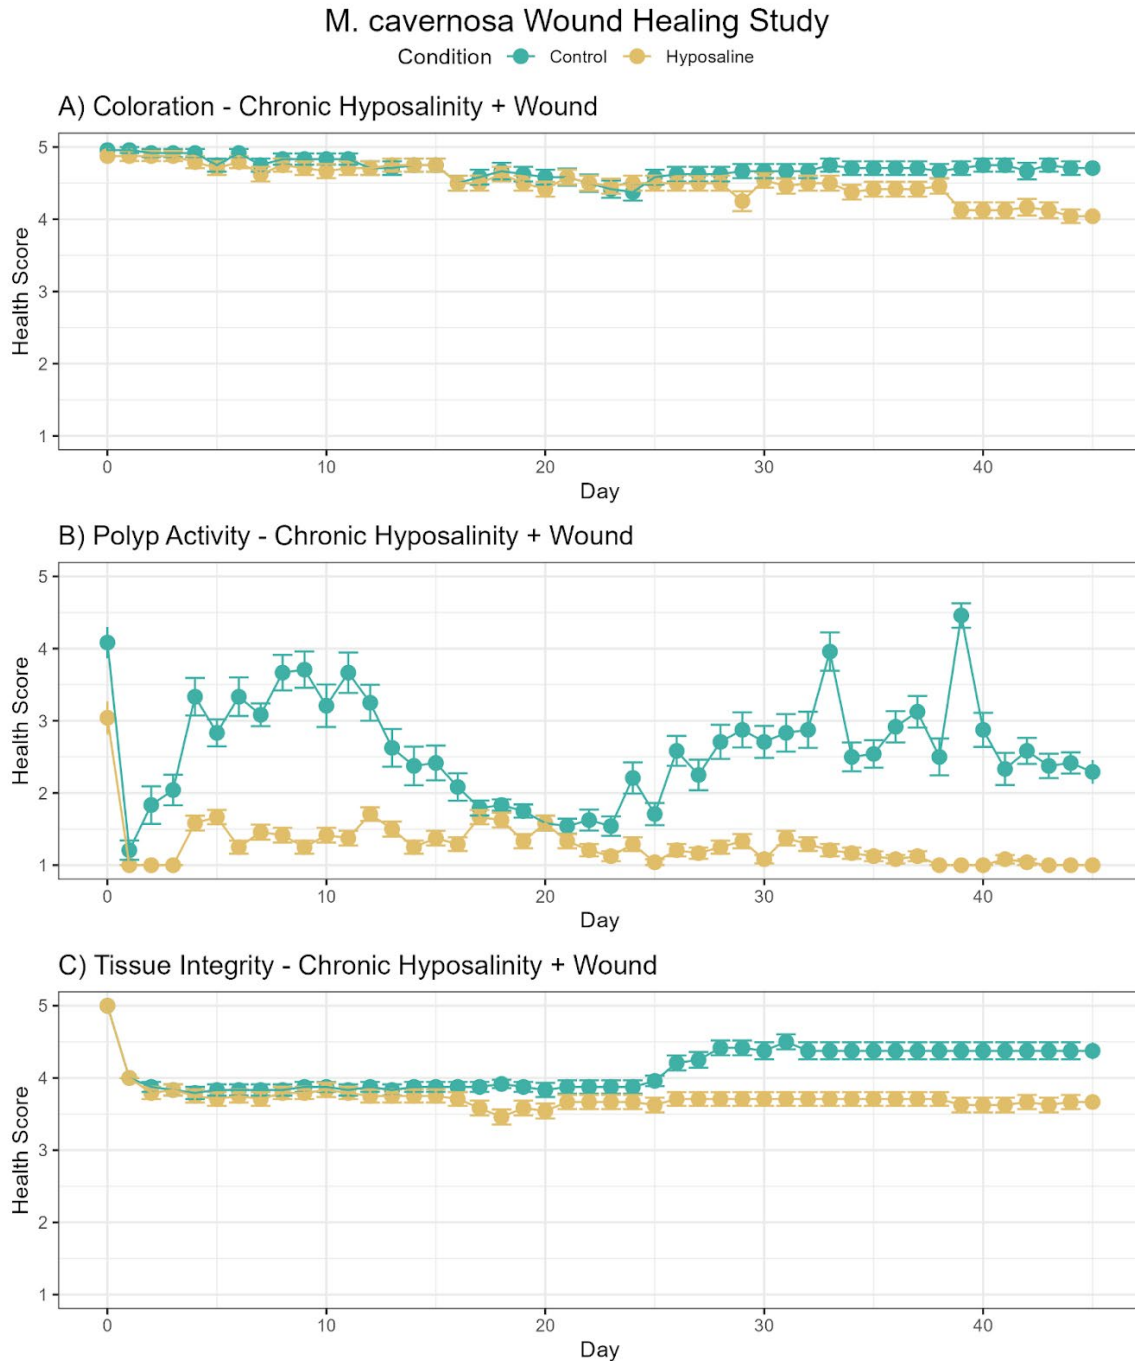 M. cavernosa Wound Healing Study
Condition Control Hyposaline
A) Coloration - Chronic Hyposalinity + Wound
Health Score
5
4
3
2
1
0 10 20 30 40
Day
B) Polyp Activity - Chronic Hyposalinity + Wound
Health Score
5
4
3
2
1
0 10 20 30 40
Day
C) Tissue Integrity - Chronic Hyposalinity + Wound
Health Score
5
4
3
2
1
0 10 20 30 40
Day